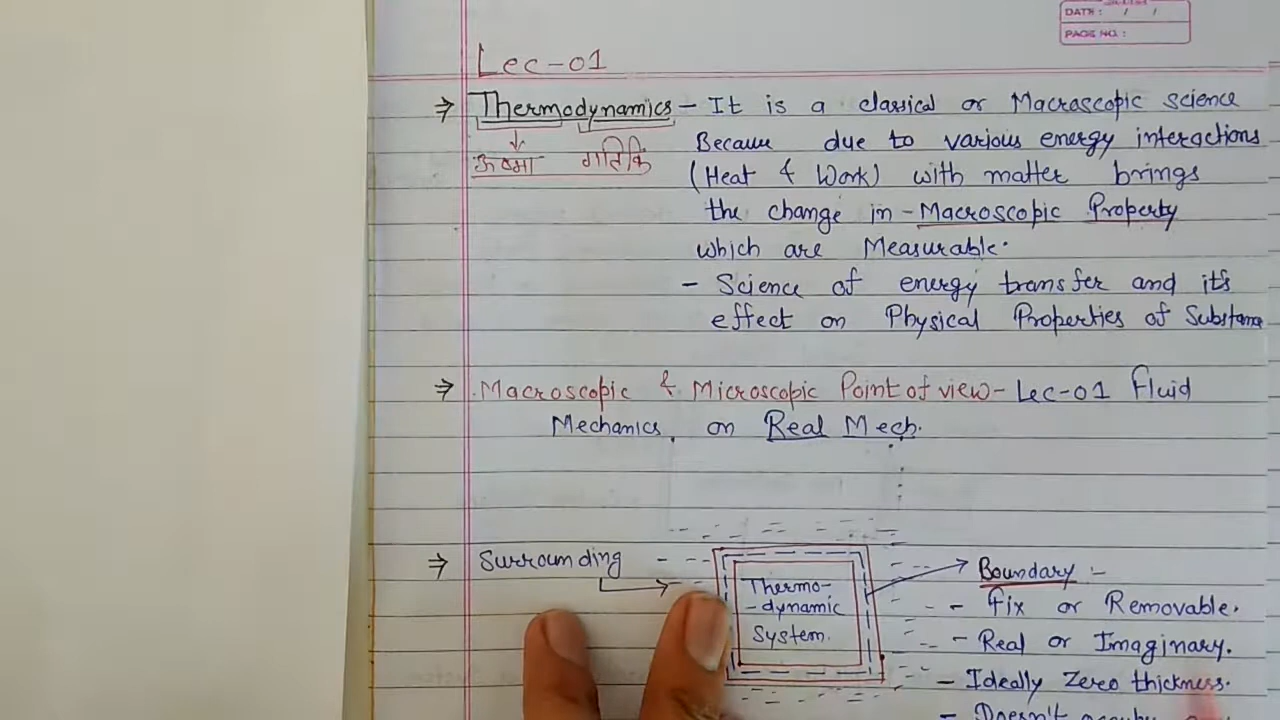 DATE : / /
PAGE NO. :
Lec-01
⇒ Thermodynamics - It is a classical or Macroscopic science
ऊष्मा गतिकि
Because due to various energy interactions
(Heat & Work) with matter brings
the change in - Macroscopic Property
which are Measurable.
- Science of energy transfer and it's
effect on Physical Properties of Substance
⇒ Macroscopic & Microscopic Point of view - Lec-01 Fluid
Mechanics, on Real Mech.
⇒ Surrounding
Thermo-
-dynamic
System.
Boundary :-
- fix or Removable.
- Real or Imaginary.
- Ideally Zero thickness.
- Doesn't occupy